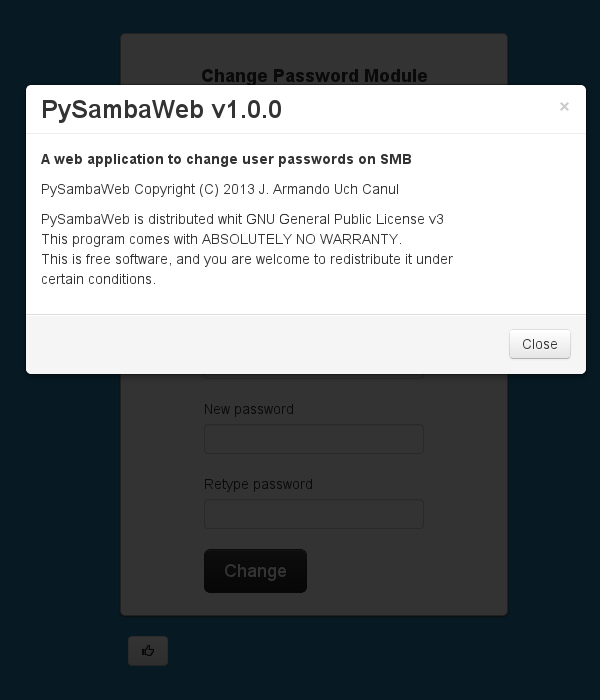 Change Password Module
PySambaWeb v1.0.0
×
A web application to change user passwords on SMB
PySambaWeb Copyright (C) 2013 J. Armando Uch Canul
PySambaWeb is distributed whit GNU General Public License v3
This program comes with ABSOLUTELY NO WARRANTY.
This is free software, and you are welcome to redistribute it under
certain conditions.
Close
New password
Retype password
Change